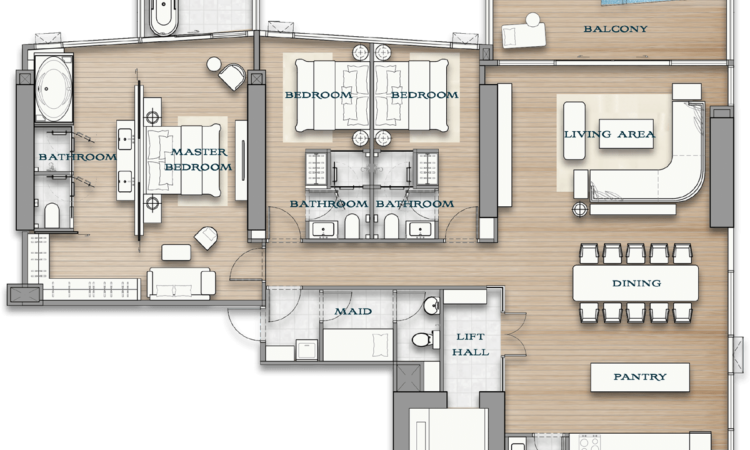 BALCONY
BEDROOM
BEDROOM
LIVING AREA
BATHROOM
MASTER
BEDROOM
BATHROOM
BATHROOM
DINING
MAID
LIFT
HALL
PANTRY